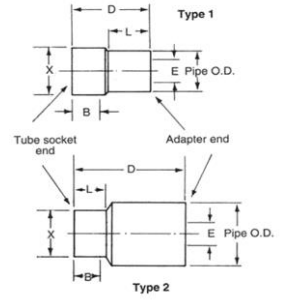 D
Type 1
L
X
E Pipe O.D.
B
Tube socket
end
Adapter end
D
L
X
E Pipe O.D.
B
Type 2